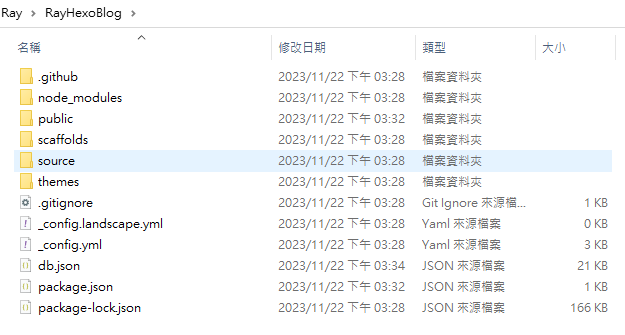 Ray > RayHexoBlog >
名稱 修改日期 類型 大小
.github 2023/11/22 下午 03:28 檔案資料夾
node_modules 2023/11/22 下午 03:28 檔案資料夾
public 2023/11/22 下午 03:32 檔案資料夾
scaffolds 2023/11/22 下午 03:28 檔案資料夾
source 2023/11/22 下午 03:28 檔案資料夾
themes 2023/11/22 下午 03:28 檔案資料夾
.gitignore 2023/11/22 下午 03:28 Git Ignore 來源檔... 1 KB
_config.landscape.yml 2023/11/22 下午 03:28 Yaml 來源檔案 0 KB
_config.yml 2023/11/22 下午 03:28 Yaml 來源檔案 3 KB
db.json 2023/11/22 下午 03:34 JSON 來源檔案 21 KB
package.json 2023/11/22 下午 03:32 JSON 來源檔案 1 KB
package-lock.json 2023/11/22 下午 03:28 JSON 來源檔案 166 KB